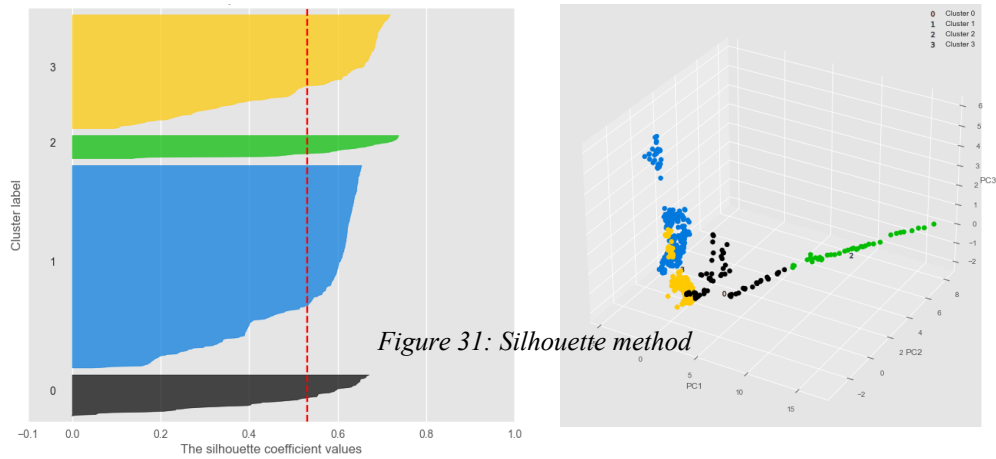 3
2
1
0
Cluster label
−0.1 0.0 0.2 0.4 0.6 0.8 1.0
The silhouette coefficient values
0 Cluster 0
1 Cluster 1
2 Cluster 2
3 Cluster 3
6
5
4
3
2
1
0
−1
−2
PC3
8
6
4
2
0
−2
PC2
0
5
10
15
PC1
0
2
Figure 31: Silhouette method